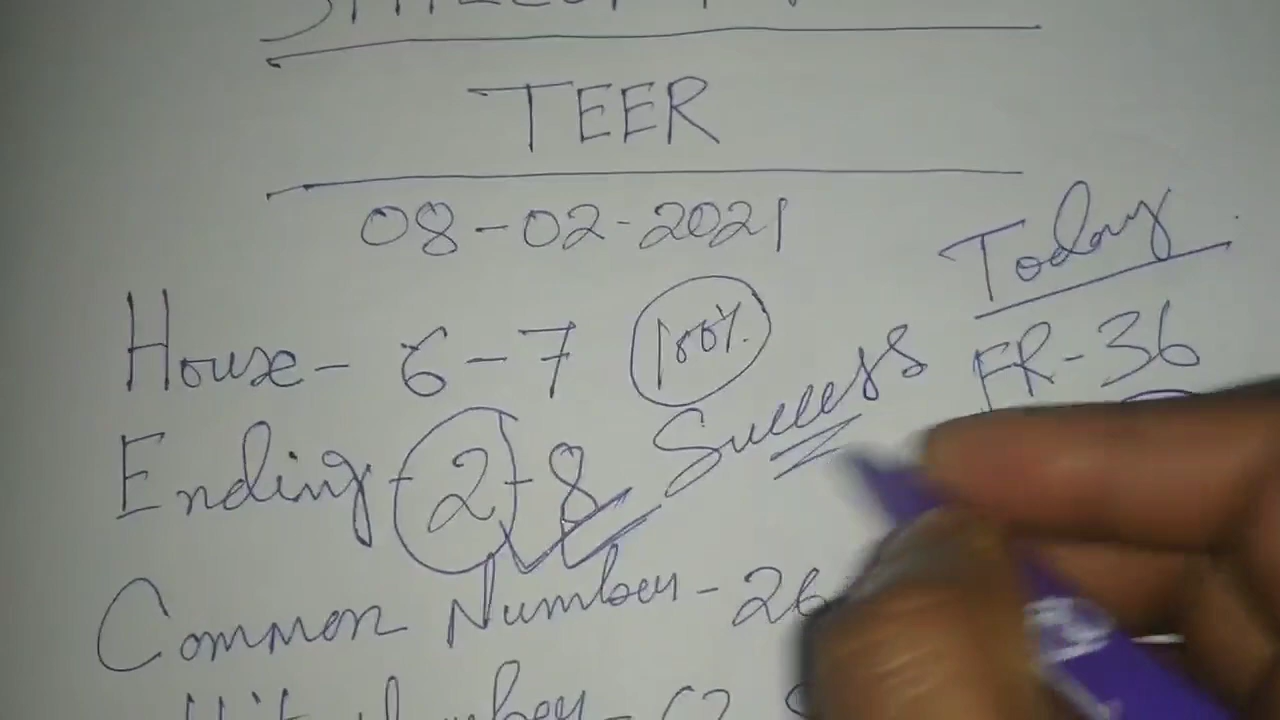 TEER
08-02-2021
Today
House - 6 - 7 100%
FR-36
Ending - 2 - 8 Success
Common Number - 26